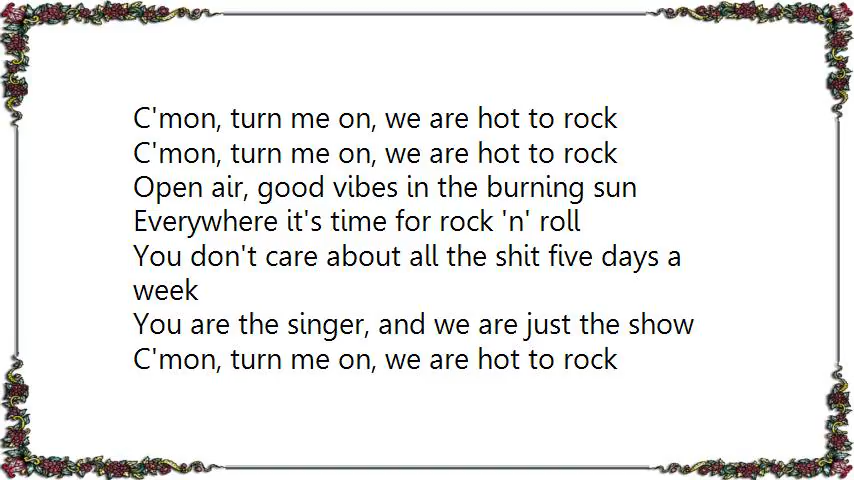 C'mon, turn me on, we are hot to rock
C'mon, turn me on, we are hot to rock
Open air, good vibes in the burning sun
Everywhere it's time for rock 'n' roll
You don't care about all the shit five days a
week
You are the singer, and we are just the show
C'mon, turn me on, we are hot to rock